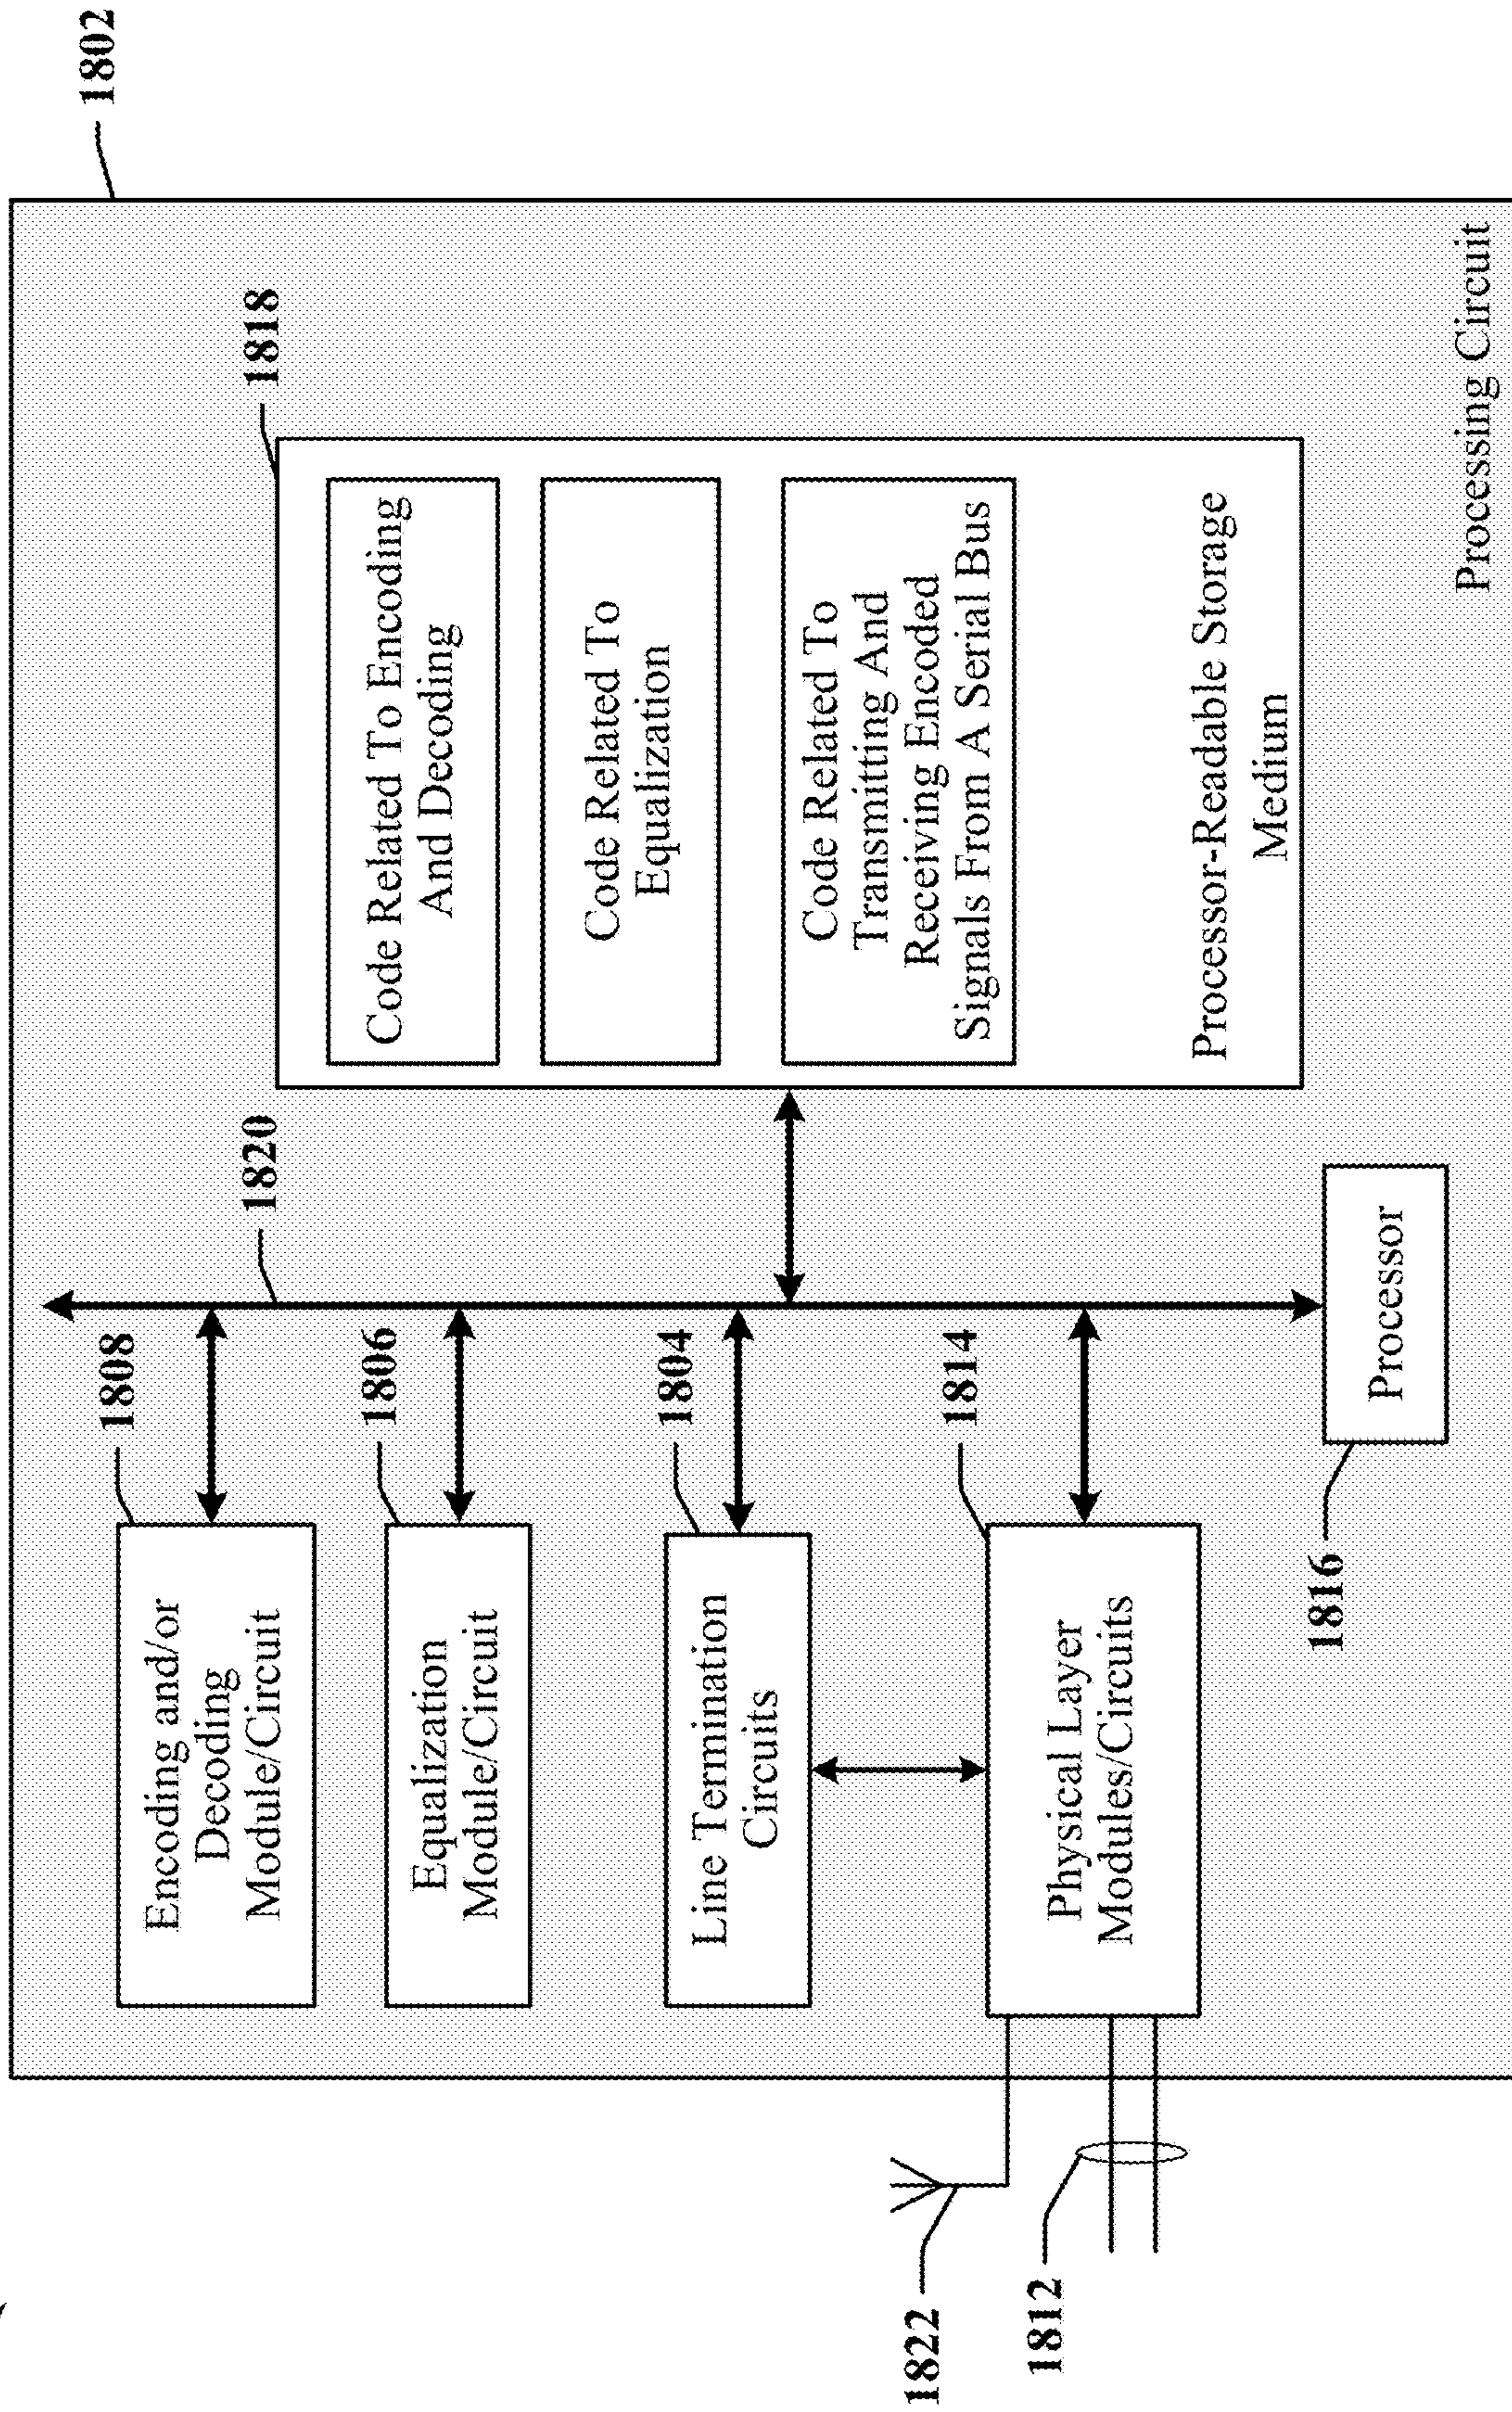 1802
1808
Encoding and/or
Decoding
Module/Circuit
1806
Equalization
Module/Circuit
1804
Line Termination
Circuits
1814
Physical Layer
Modules/Circuits
1822
1812
1820
1816
Processor
1818
Code Related To Encoding
And Decoding
Code Related To
Equalization
Code Related To
Transmitting And
Receiving Encoded
Signals From A Serial Bus
Processor-Readable Storage
Medium
Processing Circuit